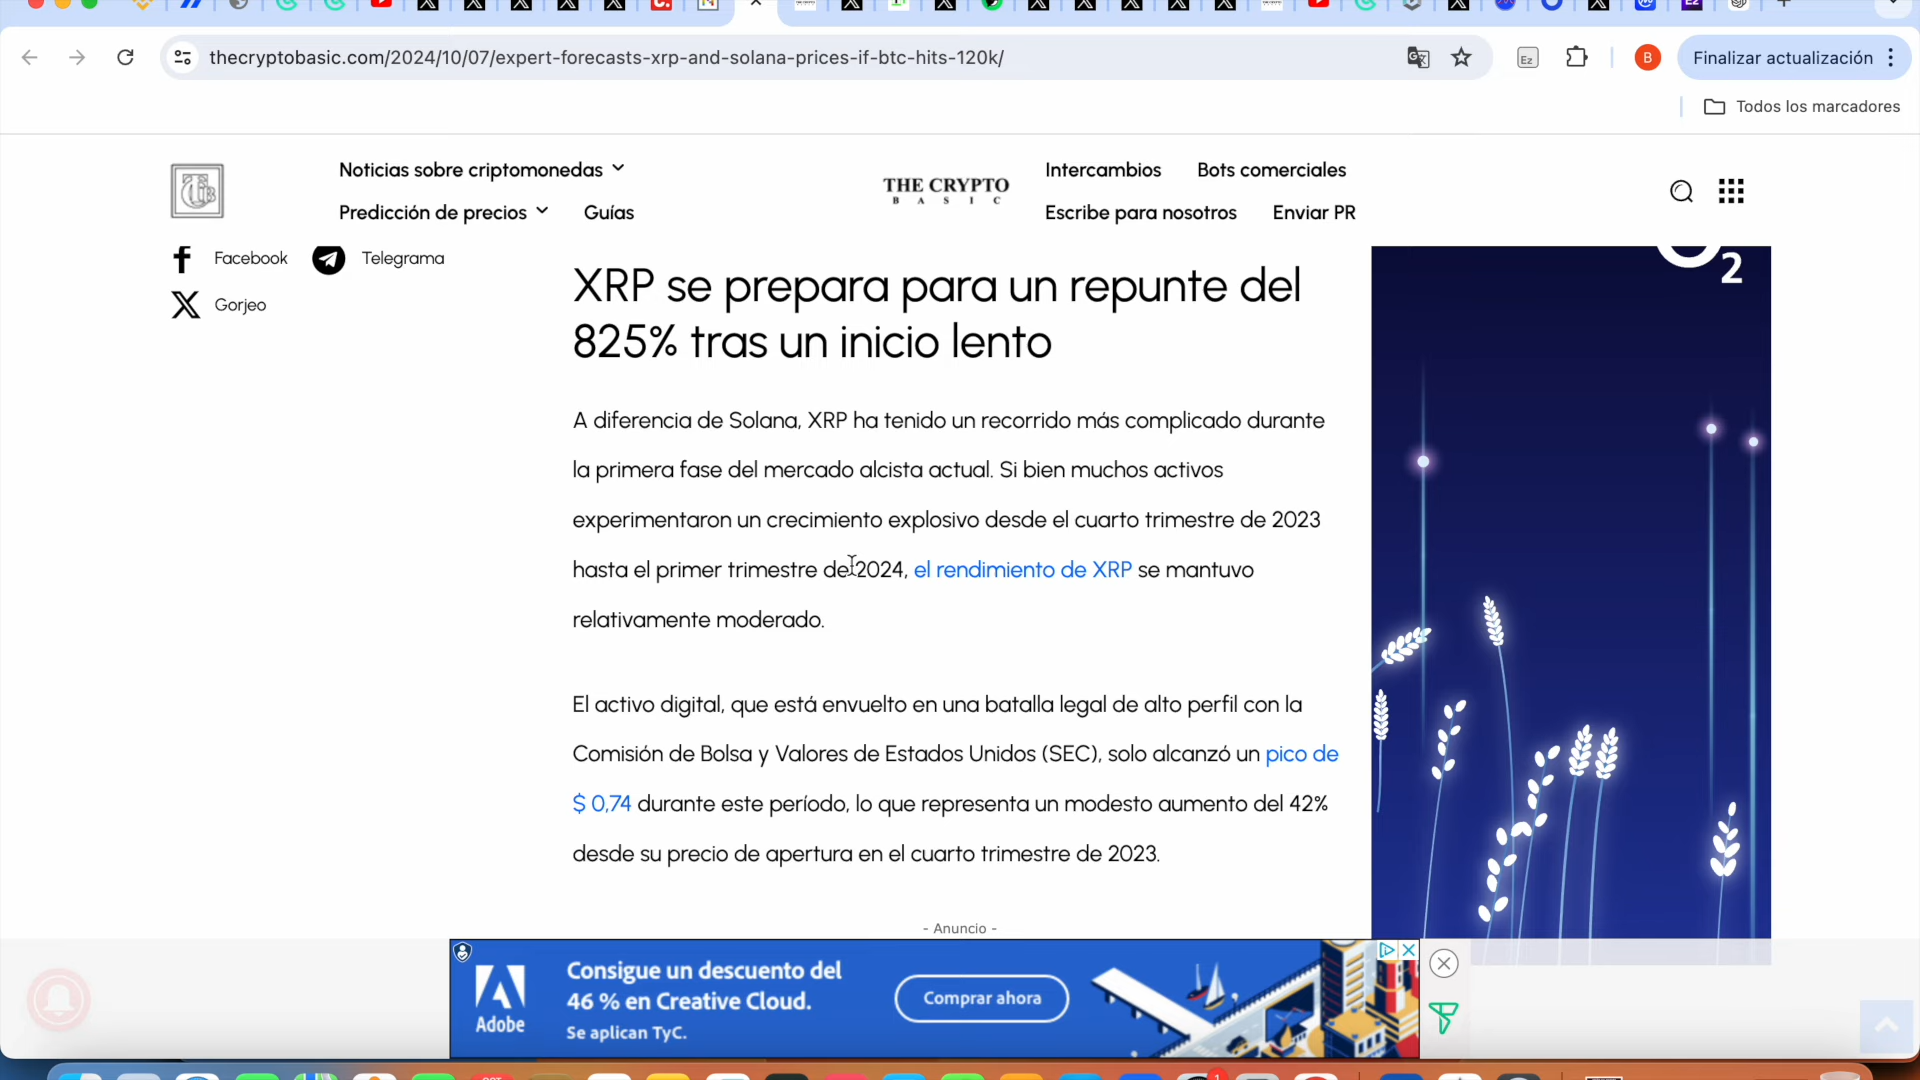 thecryptobasic.com/2024/10/07/expert-forecasts-xrp-and-solana-prices-if-btc-hits-120k/
Ez
B
Finalizar actualización
Todos los marcadores
Noticias sobre criptomonedas
Predicción de precios
Guías
THE CRYPTO
BASIC
Intercambios
Bots comerciales
Escribe para nosotros
Enviar PR
Facebook
Telegrama
Gorjeo
XRP se prepara para un repunte del
825% tras un inicio lento
A diferencia de Solana, XRP ha tenido un recorrido más complicado durante
la primera fase del mercado alcista actual. Si bien muchos activos
experimentaron un crecimiento explosivo desde el cuarto trimestre de 2023
hasta el primer trimestre de 2024, el rendimiento de XRP se mantuvo
relativamente moderado.
El activo digital, que está envuelto en una batalla legal de alto perfil con la
Comisión de Bolsa y Valores de Estados Unidos (SEC), solo alcanzó un pico de
$ 0,74 durante este período, lo que representa un modesto aumento del 42%
desde su precio de apertura en el cuarto trimestre de 2023.
2
- Anuncio -
Adobe
Consigue un descuento del
46 % en Creative Cloud.
Se aplican TyC.
Comprar ahora